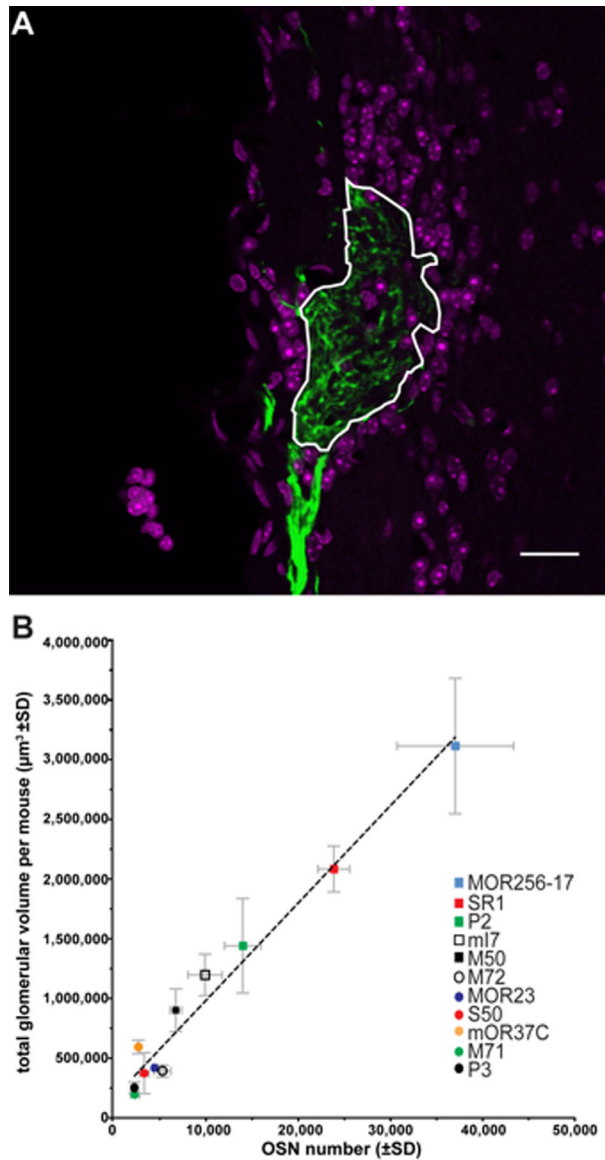 A
B
4,000,000
3,500,000
3,000,000
2,500,000
2,000,000
1,500,000
1,000,000
500,000
0
total glomerular volume per mouse (µm³ ±SD)
MOR256-17
SR1
P2
mI7
M50
M72
MOR23
S50
mOR37C
M71
P3
0
10,000
20,000
30,000
40,000
50,000
OSN number (±SD)